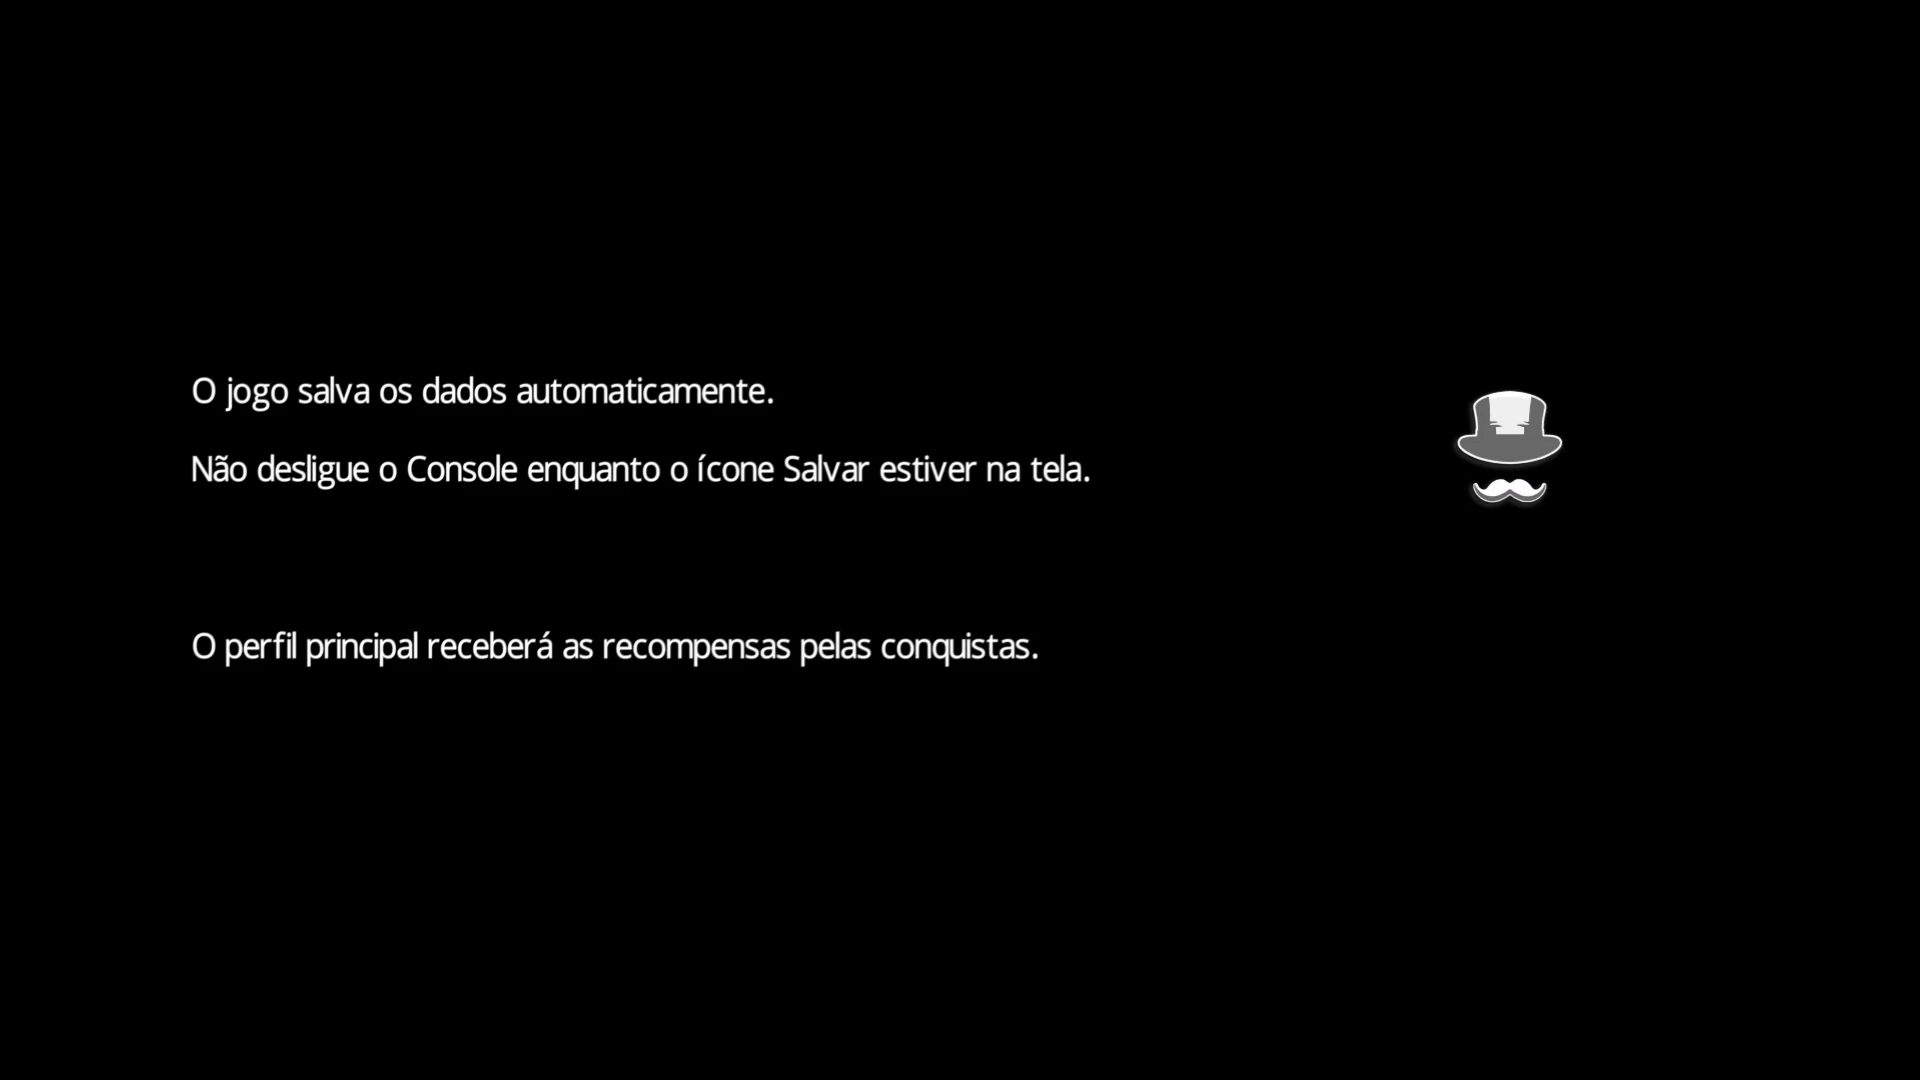 O jogo salva os dados automaticamente.
Não desligue o Console enquanto o ícone Salvar estiver na tela.
O perfil principal receberá as recompensas pelas conquistas.